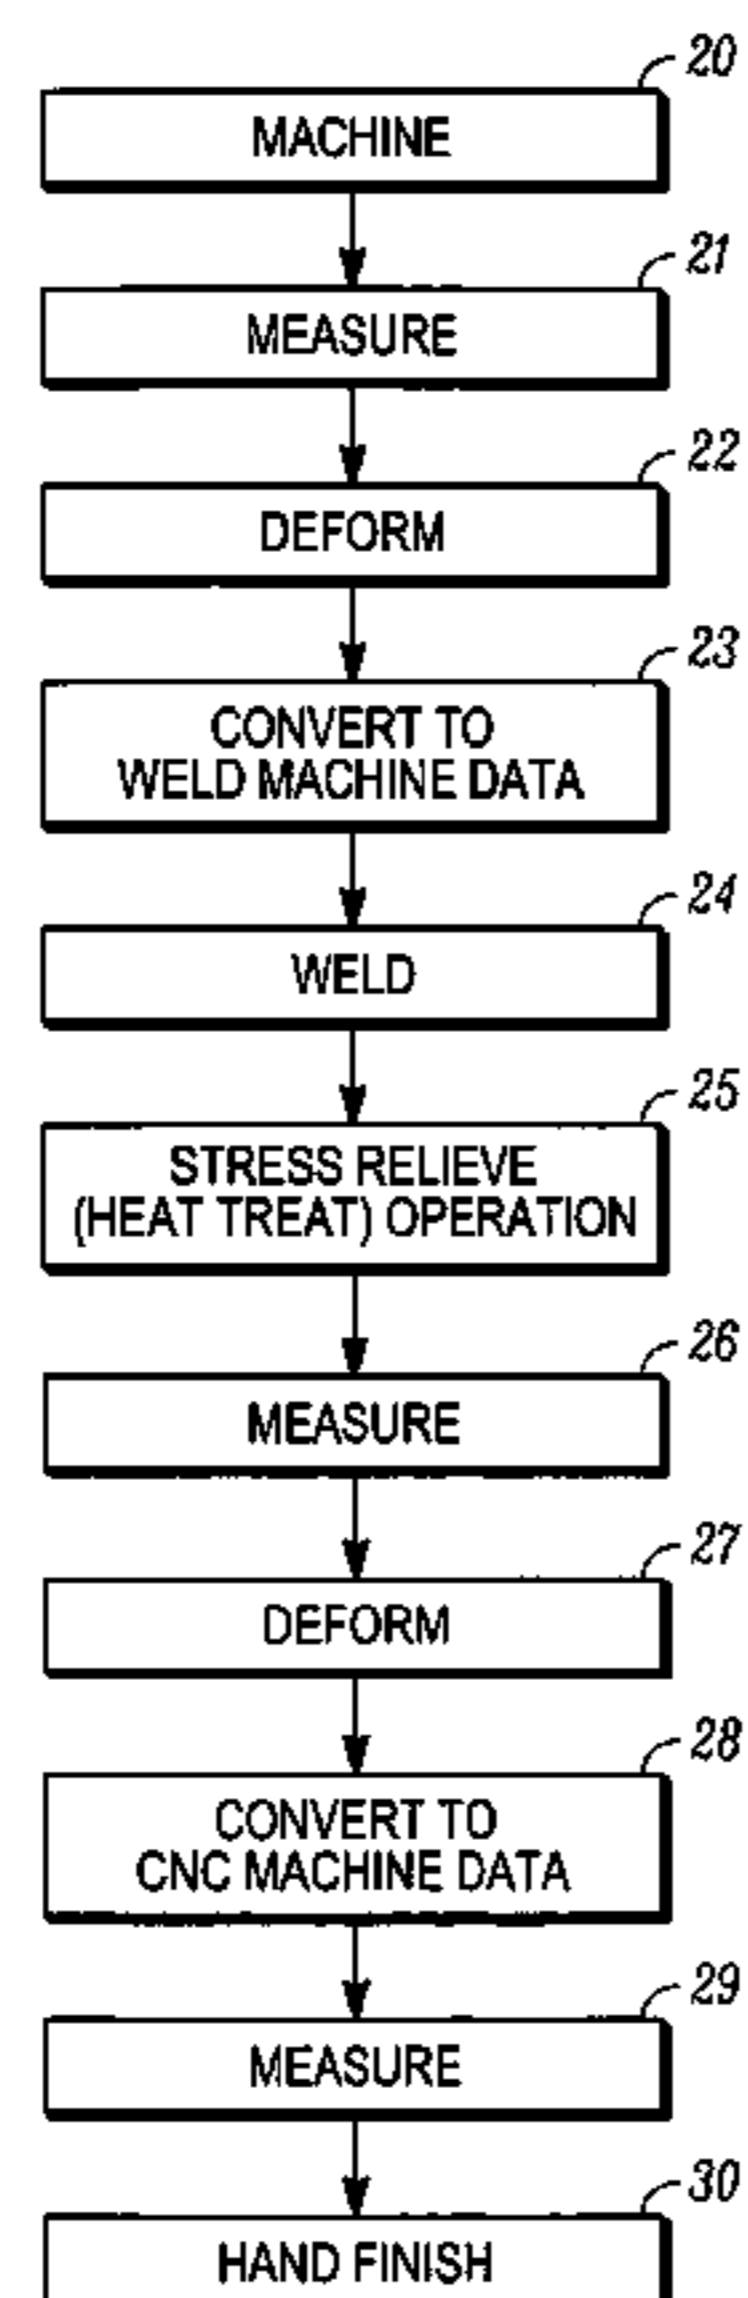 20
MACHINE
21
MEASURE
22
DEFORM
23
CONVERT TO
WELD MACHINE DATA
24
WELD
25
STRESS RELIEVE
(HEAT TREAT) OPERATION
26
MEASURE
27
DEFORM
28
CONVERT TO
CNC MACHINE DATA
29
MEASURE
30
HAND FINISH